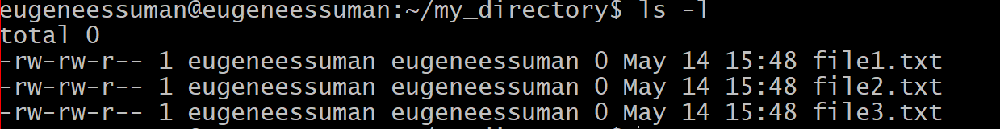 eugeneessuman@eugeneessuman:~/my_directory$ ls -l
total 0
-rw-rw-r-- 1 eugeneessuman eugeneessuman 0 May 14 15:48 file1.txt
-rw-rw-r-- 1 eugeneessuman eugeneessuman 0 May 14 15:48 file2.txt
-rw-rw-r-- 1 eugeneessuman eugeneessuman 0 May 14 15:48 file3.txt